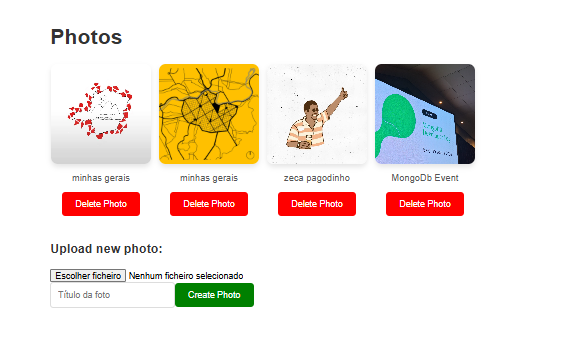 Photos
minhas gerais
minhas gerais
zeca pagodinho
MongoDb Event
Delete Photo
Delete Photo
Delete Photo
Delete Photo
Upload new photo:
Escolher ficheiro Nenhum ficheiro selecionado
Título da foto
Create Photo